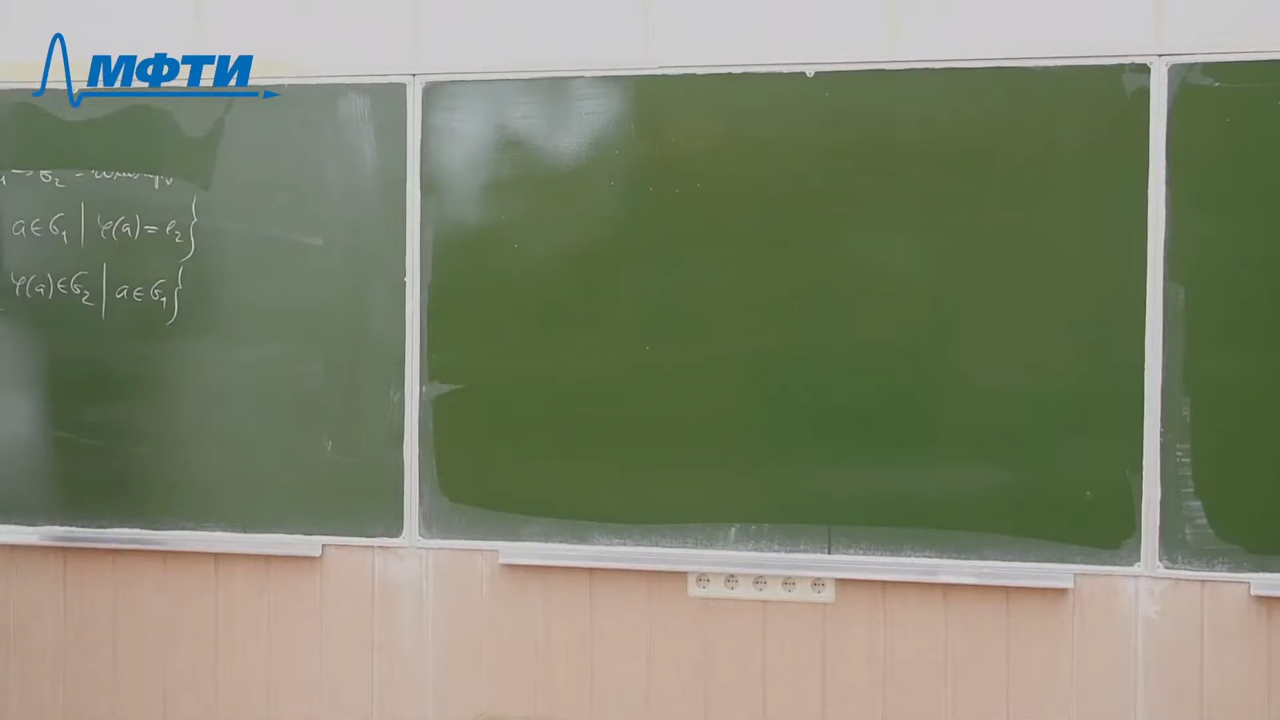 МФТИ
a ∈ G₁ | φ(a) = e₂}
φ(a) ∈ G₂ | a ∈ G₁}